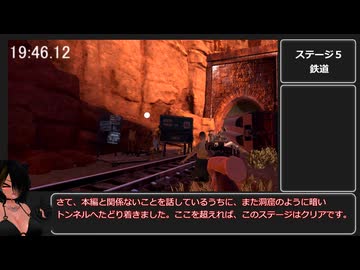 19:46.12
ステージ５
鉄道
さて、本編と関係ないことを話しているうちに、また洞窟のように暗い
トンネルへたどり着きました。ここを超えれば、このステージはクリアです。